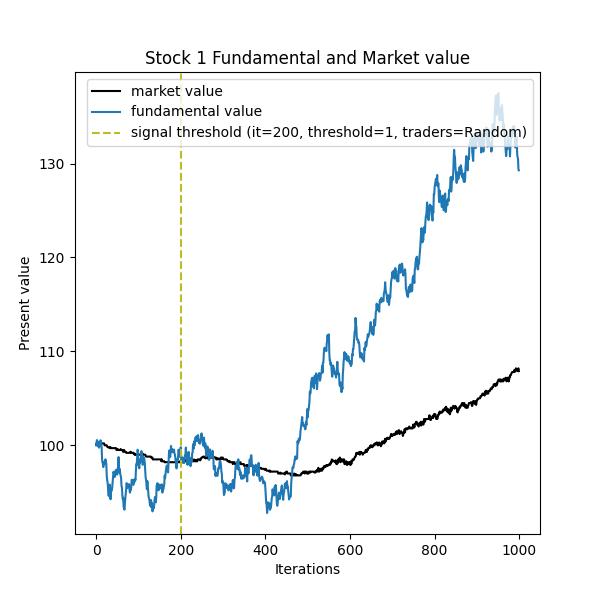 Stock 1 Fundamental and Market value
market value
fundamental value
signal threshold (it=200, threshold=1, traders=Random)
130
120
110
100
Present value
0 200 400 600 800 1000
Iterations